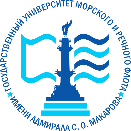 ГОСУДАРСТВЕННЫЙ УНИВЕРСИТЕТ МОРСКОГО И РЕЧНОГО ФЛОТА
ИМЕНИ АДМИРАЛА С. О. МАКАРОВА